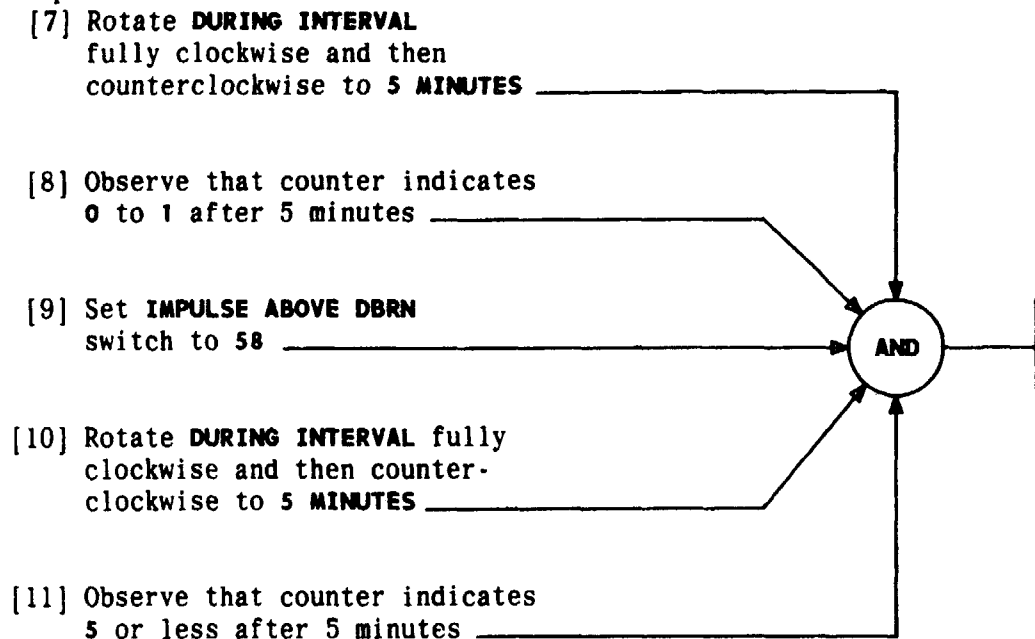 [7] Rotate DURING INTERVAL
fully clockwise and then
counterclockwise to 5 MINUTES
[8] Observe that counter indicates
0 to 1 after 5 minutes
[9] Set IMPULSE ABOVE DBRN
switch to 58
AND
[10] Rotate DURING INTERVAL fully
clockwise and then counter-
clockwise to 5 MINUTES
[11] Observe that counter indicates
5 or less after 5 minutes